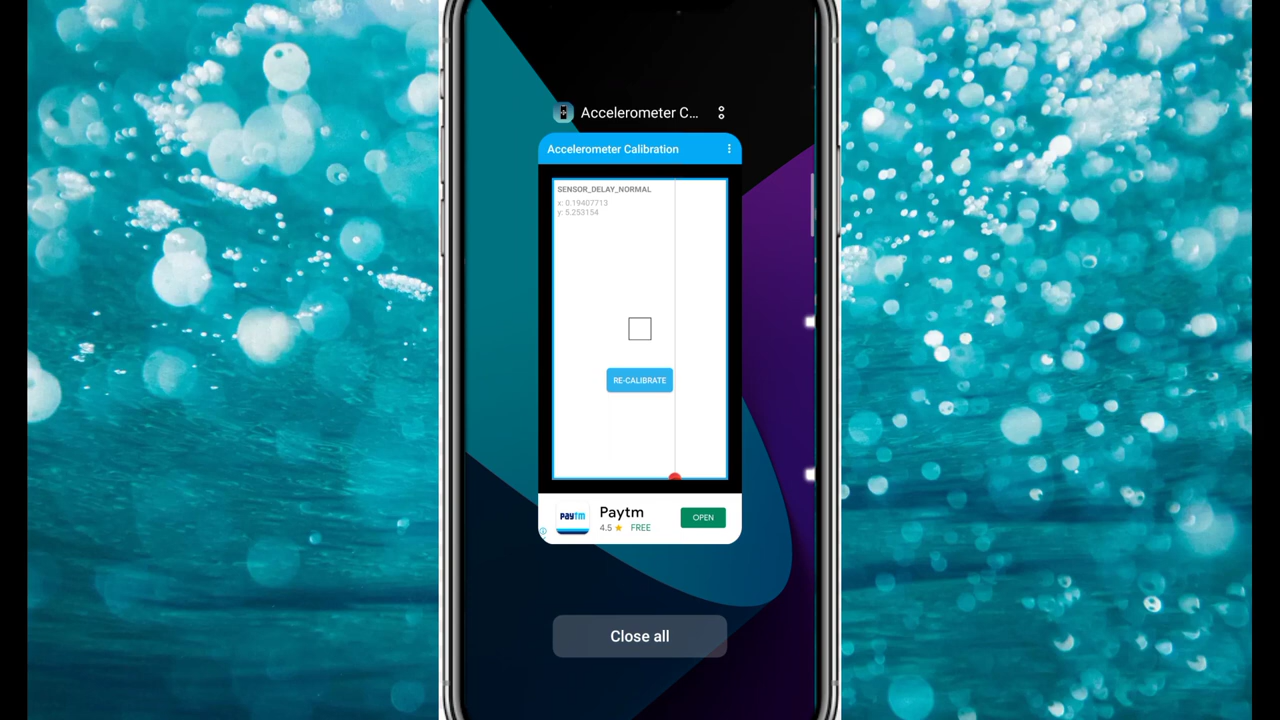 Accelerometer C...
Accelerometer Calibration
SENSOR_DELAY_NORMAL
x: 0.19407713
y: 5.253154
RE-CALIBRATE
paytm
Paytm
4.5 ★ FREE
OPEN
Close all